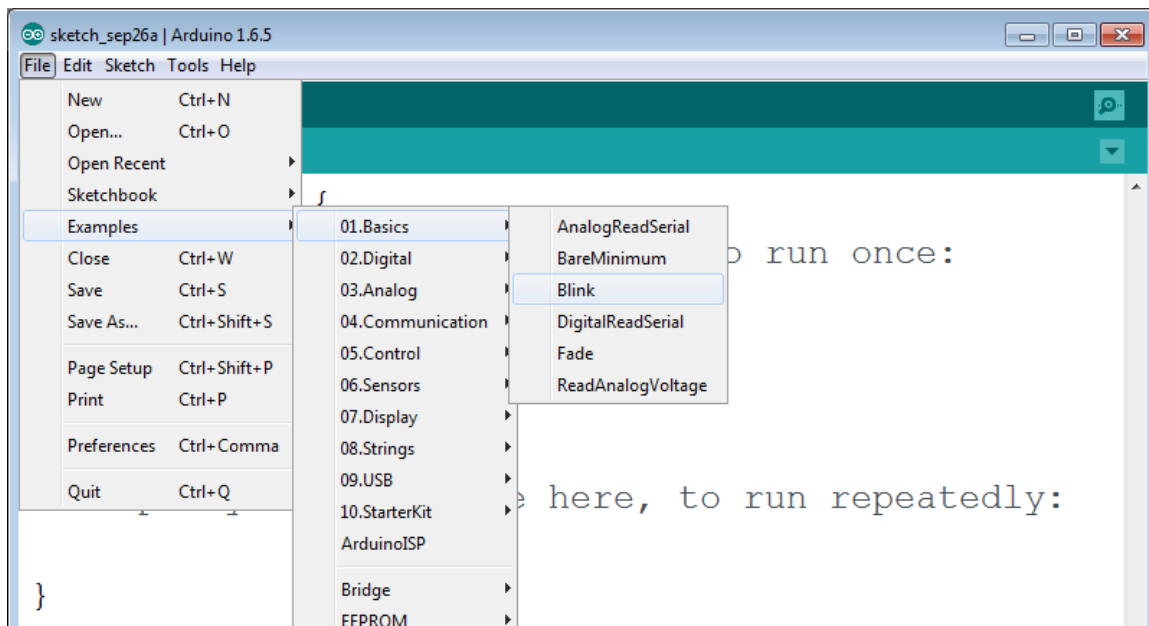 sketch_sep26a | Arduino 1.6.5
File Edit Sketch Tools Help
New Ctrl+N
Open... Ctrl+O
Open Recent
Sketchbook
Examples
Close Ctrl+W
Save Ctrl+S
Save As... Ctrl+Shift+S
Page Setup Ctrl+Shift+P
Print Ctrl+P
Preferences Ctrl+Comma
Quit Ctrl+Q
01.Basics
02.Digital
03.Analog
04.Communication
05.Control
06.Sensors
07.Display
08.Strings
09.USB
10.StarterKit
ArduinoISP
Bridge
EEPROM
AnalogReadSerial
BareMinimum
Blink
DigitalReadSerial
Fade
ReadAnalogVoltage
{
run once:
here, to run repeatedly:
}